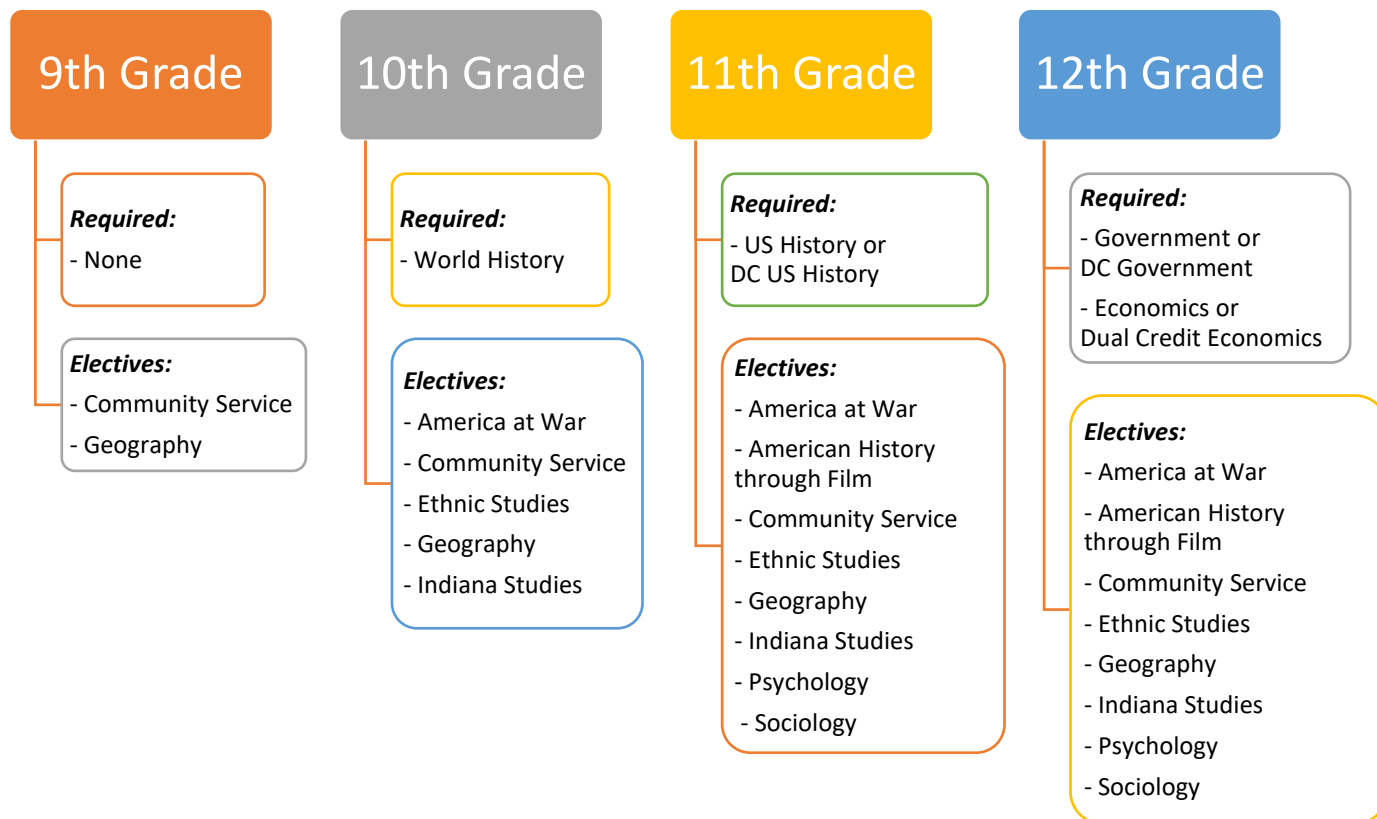 9th Grade
Required:
- None
Electives:
- Community Service
- Geography
10th Grade
Required:
- World History
Electives:
- America at War
- Community Service
- Ethnic Studies
- Geography
- Indiana Studies
11th Grade
Required:
- US History or
DC US History
Electives:
- America at War
- American History
through Film
- Community Service
- Ethnic Studies
- Geography
- Indiana Studies
- Psychology
- Sociology
12th Grade
Required:
- Government or
DC Government
- Economics or
Dual Credit Economics
Electives:
- America at War
- American History
through Film
- Community Service
- Ethnic Studies
- Geography
- Indiana Studies
- Psychology
- Sociology